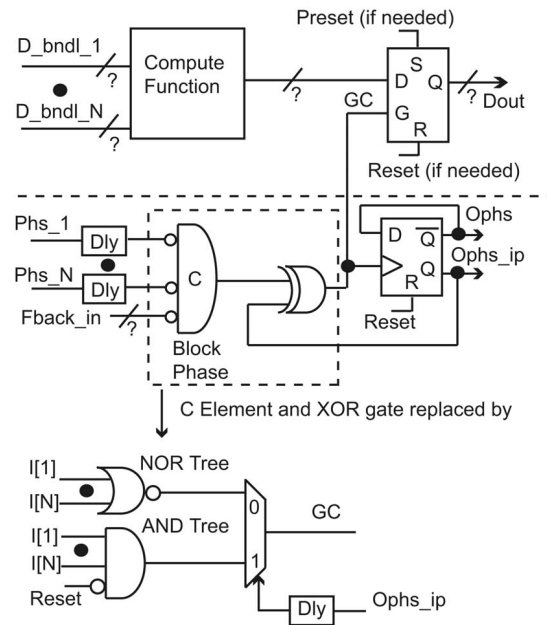 Preset (if needed)
D_bndl_1
?
Compute
Function
D_bndl_N
?
?
S
D
Q
GC
G
R
?
Dout
Reset (if needed)
Phs_1
Dly
Phs_N
Dly
Fback_in
?
C
Block
Phase
D
Q
Ophs
Q
Ophs_ip
R
Reset
C Element and XOR gate replaced by
I[1]
I[N]
NOR Tree
I[1]
I[N]
AND Tree
Reset
0
1
GC
Dly
Ophs_ip